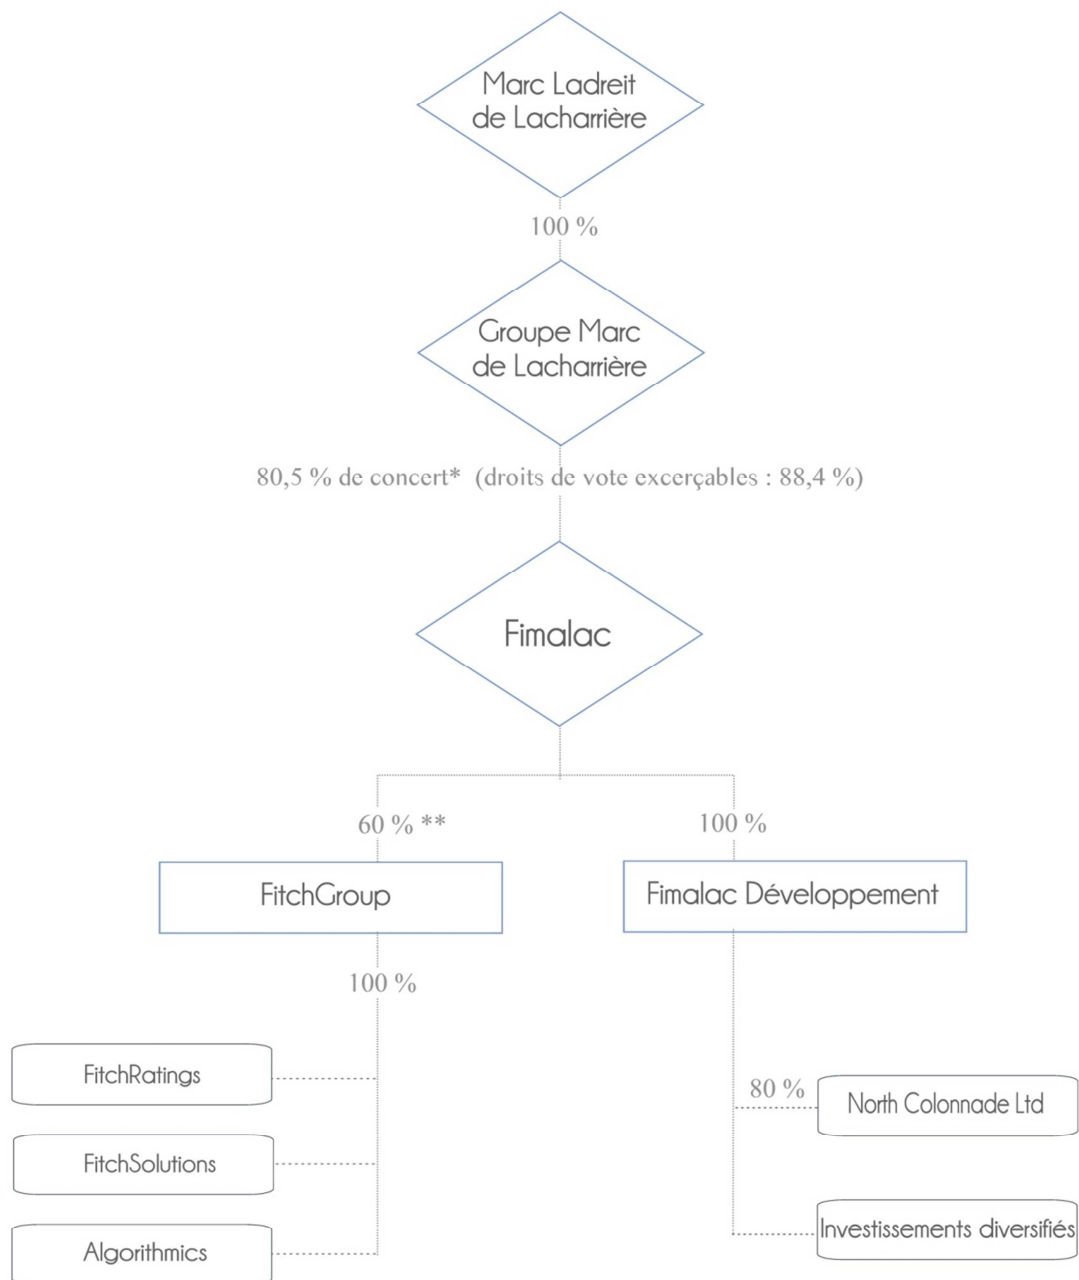 Marc Ladreit
de Lacharrière
100 %
Groupe Marc
de Lacharrière
80,5 % de concert* (droits de vote excerçables : 88,4 %)
Fimalac
60 % **
100 %
FitchGroup
Fimalac Développement
100 %
FitchRatings
80 %
North Colonnade Ltd
FitchSolutions
Investissements diversifiés
Algorithmics